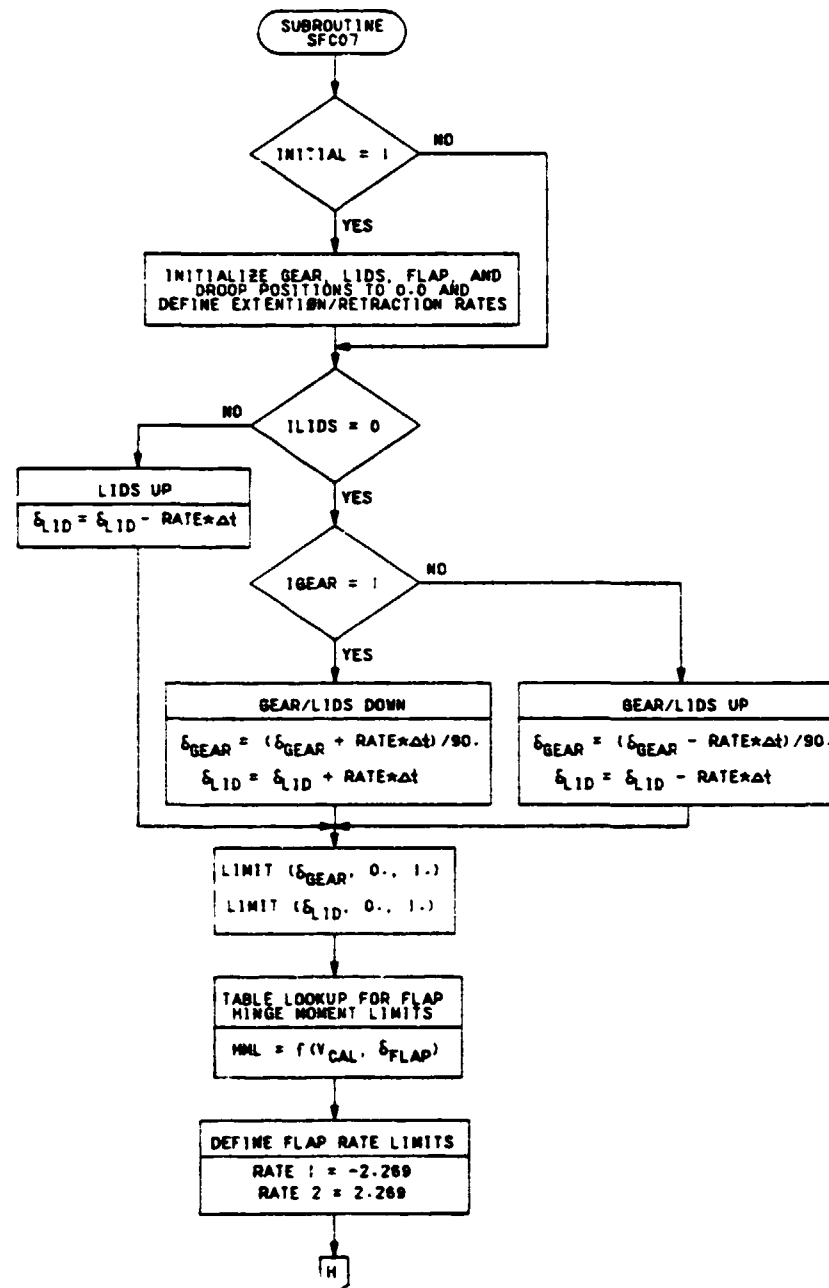 SUBROUTINE
SFC07
INITIAL = 1
NO
YES
INITIALIZE GEAR, LIDS, FLAP, AND
DROOP POSITIONS TO 0.0 AND
DEFINE EXTENTIØN/RETRACTION RATES
ILIDS = 0
NO
YES
LIDS UP
δLID = δLID - RATE*Δt
IGEAR = 1
NO
YES
GEAR/LIDS DOWN
δGEAR = (δGEAR + RATE*Δt)/90.
δLID = δLID + RATE*Δt
GEAR/LIDS UP
δGEAR = (δGEAR - RATE*Δt)/90.
δLID = δLID - RATE*Δt
LIMIT (δGEAR, 0., 1.)
LIMIT (δLID, 0., 1.)
TABLE LOOKUP FOR FLAP
HINGE MOMENT LIMITS
HML = f(VCAL, δFLAP)
DEFINE FLAP RATE LIMITS
RATE 1 = -2.269
RATE 2 = 2.269
H